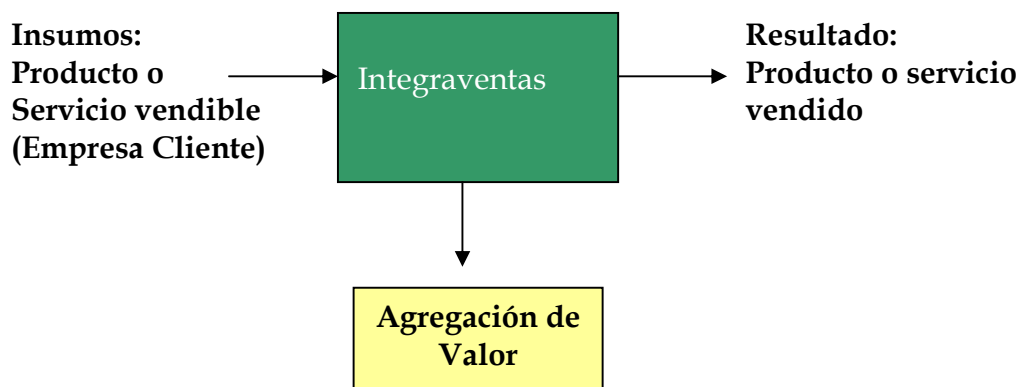 Insumos:
Producto o
Servicio vendible
(Empresa Cliente)
Integraventas
Resultado:
Producto o servicio
vendido
Agregación de
Valor